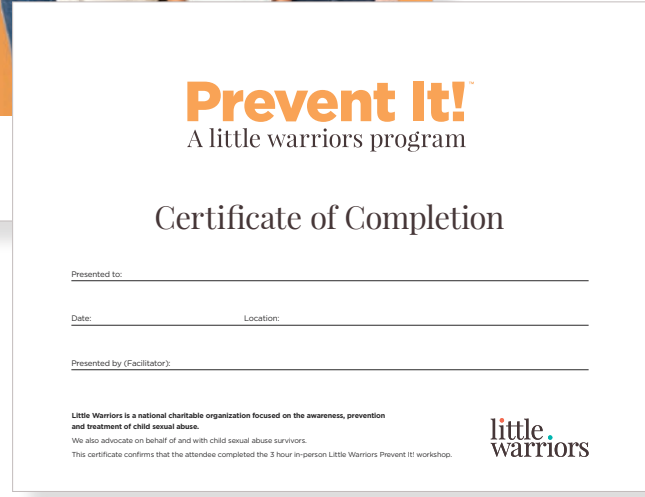 Prevent It!™
A little warriors program
Certificate of Completion
Presented to:
Date: Location:
Presented by (Facilitator):
Little Warriors is a national charitable organization focused on the awareness, prevention
and treatment of child sexual abuse.
We also advocate on behalf of and with child sexual abuse survivors.
This certificate confirms that the attendee completed the 3 hour in-person Little Warriors Prevent It! workshop.
little
warriors